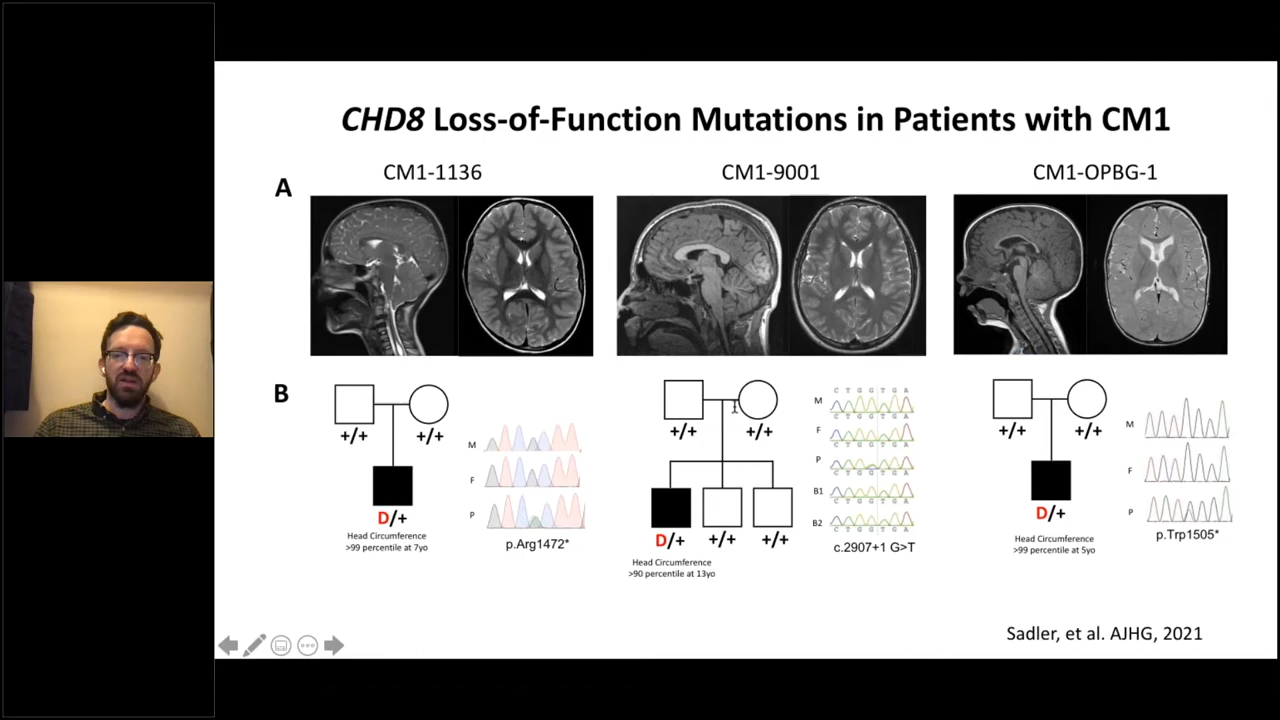 CHD8 Loss-of-Function Mutations in Patients with CM1
CM1-1136
CM1-9001
CM1-OPBG-1
A
B
+/+
+/+
D/+
Head Circumference
>99 percentile at 7yo
M
F
P
p.Arg1472*
+/+
+/+
D/+
+/+
+/+
Head Circumference
>90 percentile at 13yo
C T G G T G A
M
C T G G T G A
F
C T G G T G A
P
C T G G T G A
B1
C T G G T G A
B2
C T G G T G A
c.2907+1 G>T
+/+
+/+
D/+
Head Circumference
>99 percentile at 5yo
M
F
P
p.Trp1505*
Sadler, et al. AJHG, 2021